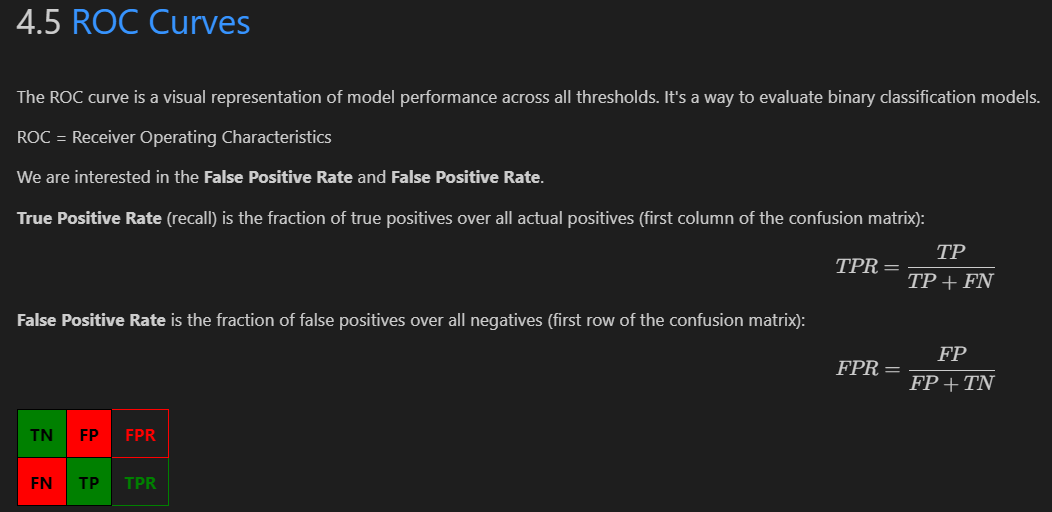 4.5 ROC Curves
The ROC curve is a visual representation of model performance across all thresholds. It's a way to evaluate binary classification models.
ROC = Receiver Operating Characteristics
We are interested in the False Positive Rate and False Positive Rate.
True Positive Rate (recall) is the fraction of true positives over all actual positives (first column of the confusion matrix):
TPR = TP / TP + FN
False Positive Rate is the fraction of false positives over all negatives (first row of the confusion matrix):
FPR = FP / FP + TN
TN FP FPR
FN TP TPR